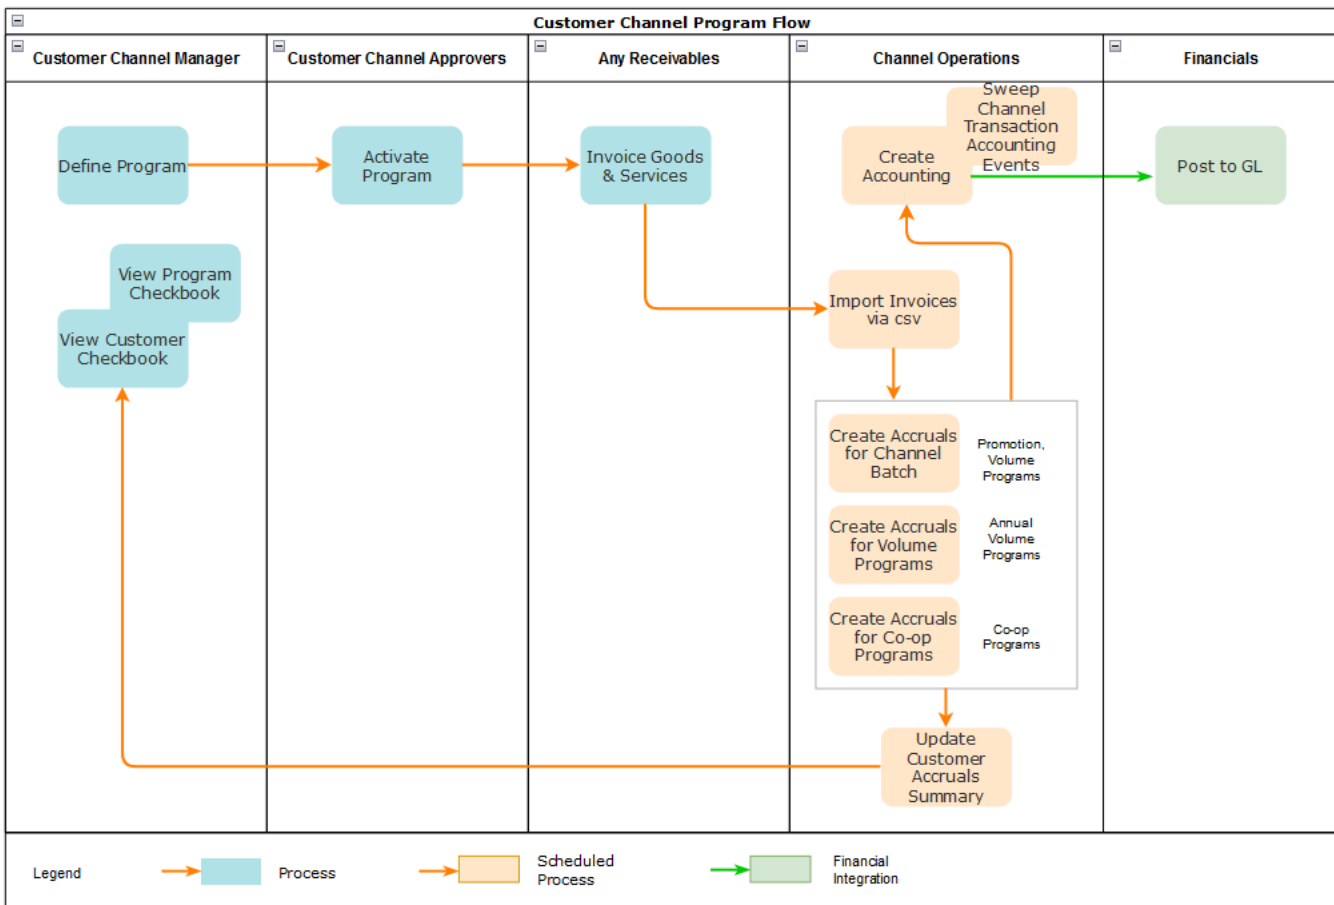 Customer Channel Program Flow
Customer Channel Manager
Customer Channel Approvers
Any Receivables
Channel Operations
Financials
Define Program
Activate
Program
Invoice Goods
& Services
Create
Accounting
Sweep
Channel
Transaction
Accounting
Events
Post to GL
View Program
Checkbook
View Customer
Checkbook
Import Invoices
via csv
Create Accruals
for Channel
Batch
Promotion,
Volume
Programs
Create Accruals
for Volume
Programs
Annual
Volume
Programs
Create Accruals
for Co-op
Programs
Co-op
Programs
Update
Customer
Accruals
Summary
Legend
Process
Scheduled
Process
Financial
Integration